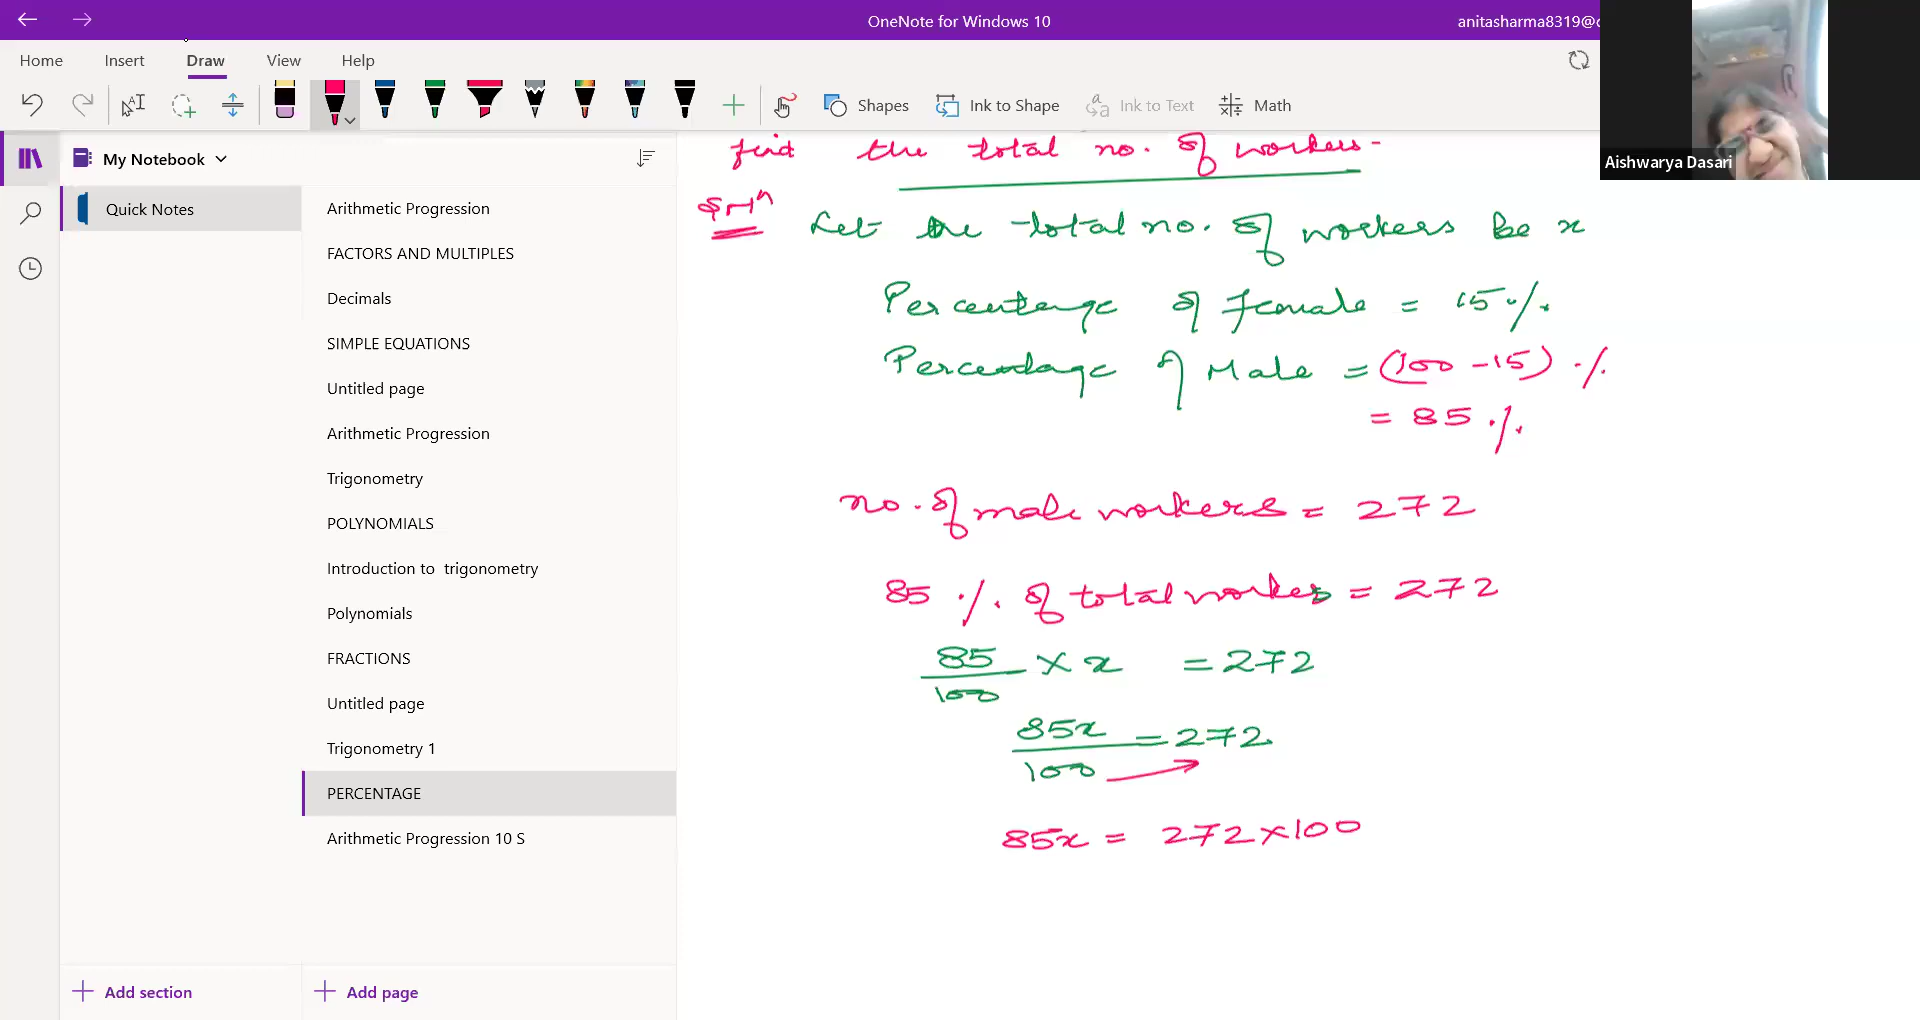 OneNote for Windows 10
anitasharma8319@
Home Insert Draw View Help
Shapes Ink to Shape Ink to Text Math
My Notebook
Quick Notes
Arithmetic Progression
FACTORS AND MULTIPLES
Decimals
SIMPLE EQUATIONS
Untitled page
Arithmetic Progression
Trigonometry
POLYNOMIALS
Introduction to trigonometry
Polynomials
FRACTIONS
Untitled page
Trigonometry 1
PERCENTAGE
Arithmetic Progression 10 S
Add section
Add page
Aishwarya Dasari
find the total no. of workers.
Solⁿ Let the total no. of workers be x
Percentage of female = 15%
Percentage of Male = (100 - 15) %
= 85 %
no. of male workers = 272
85 % of total workers = 272
85/100 × x = 272
85x/100 = 272
85x = 272 × 100